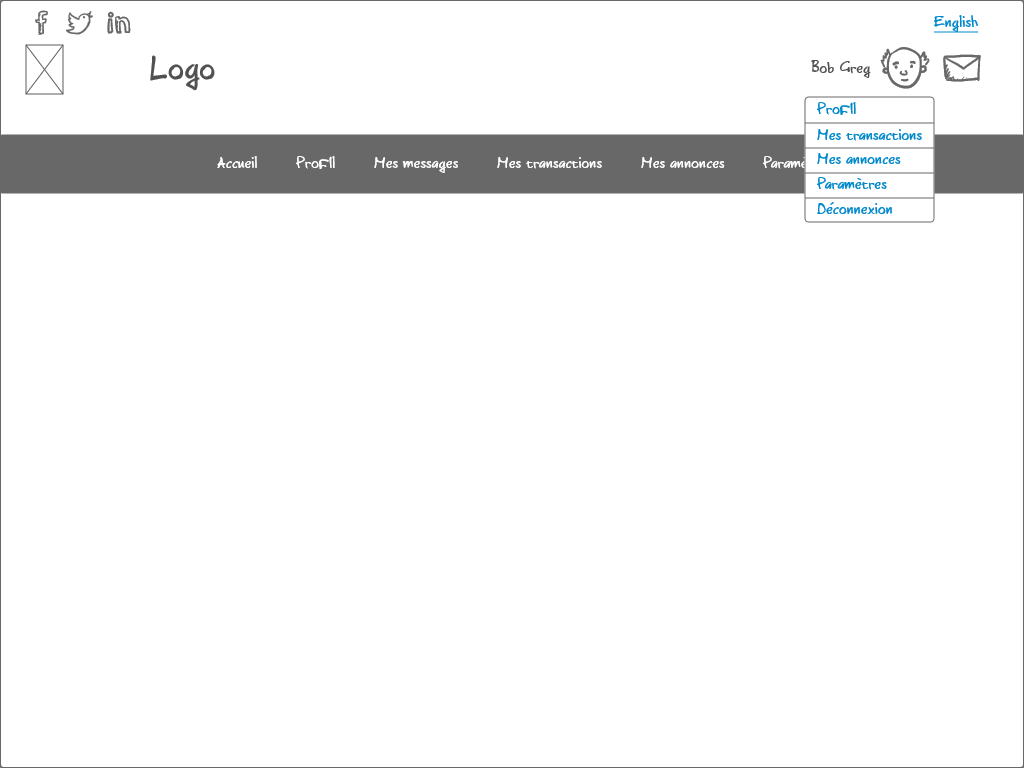 English
Logo
Bob Greg
Profil
Mes transactions
Mes annonces
Paramètres
Déconnexion
Accueil Profil Mes messages Mes transactions Mes annonces